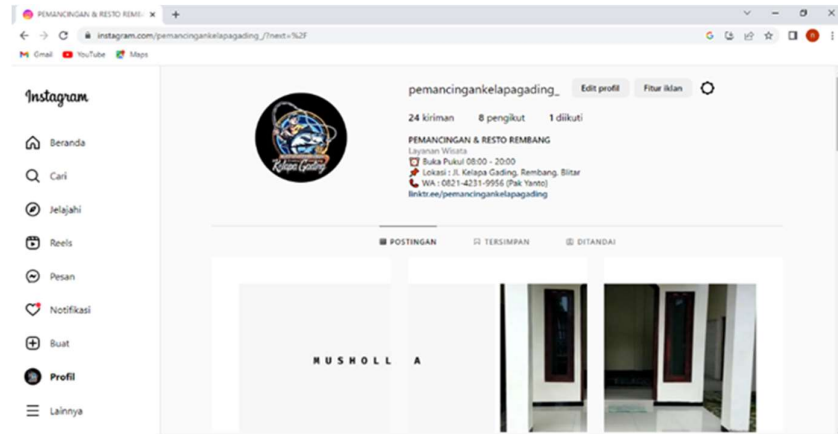 PEMANCINGAN & RESTO REMB
instagram.com/pemancingankelapagading_/?next=%2F
Gmail YouTube Maps
Instagram
Beranda
Cari
Jelajahi
Reels
Pesan
Notifikasi
Buat
Profil
Lainnya
Kelapa Gading
pemancingankelapagading_ Edit profil Fitur iklan
24 kiriman 8 pengikut 1 diikuti
PEMANCINGAN & RESTO REMBANG
Layanan Wisata
Buka Pukul 08:00 - 20:00
Lokasi : Jl. Kelapa Gading, Rembang, Blitar
WA : 0821-4231-9956 (Pak Yanto)
linktr.ee/pemancingankelapagading
POSTINGAN TERSIMPAN DITANDAI
MUSHOLLA